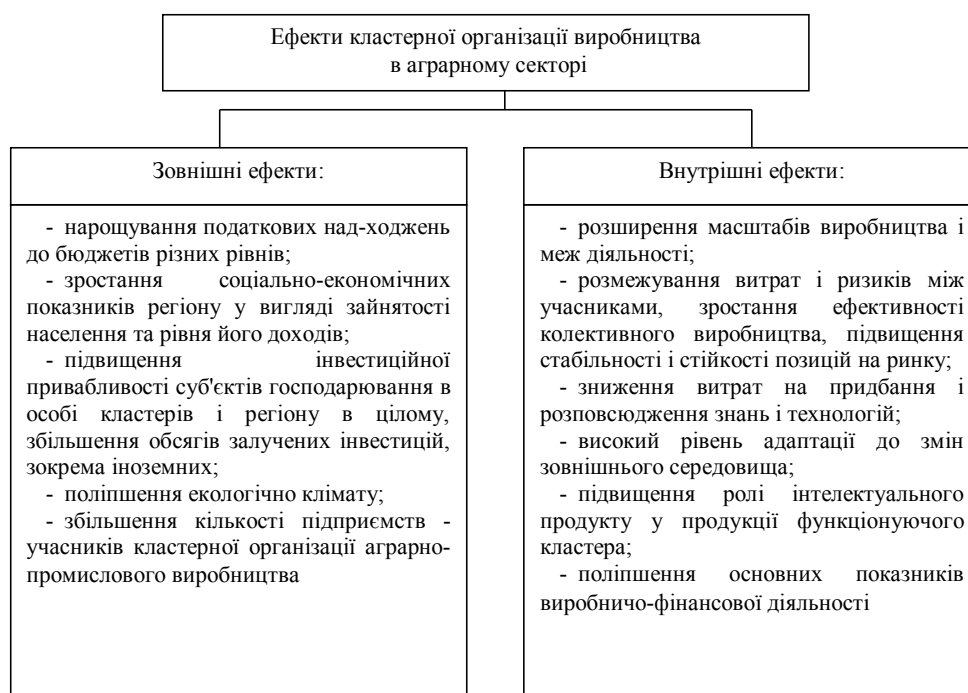 Ефекти кластерної організації виробництва
в аграрному секторі
Зовнішні ефекти:
- нарощування податкових над-ходжень
до бюджетів різних рівнів;
- зростання соціально-економічних
показників регіону у вигляді зайнятості
населення та рівня його доходів;
- підвищення інвестиційної
привабливості суб'єктів господарювання в
особі кластерів і регіону в цілому,
збільшення обсягів залучених інвестицій,
зокрема іноземних;
- поліпшення екологічно клімату;
- збільшення кількості підприємств -
учасників кластерної організації аграрно-
промислового виробництва
Внутрішні ефекти:
- розширення масштабів виробництва і
меж діяльності;
- розмежування витрат і ризиків між
учасниками, зростання ефективності
колективного виробництва, підвищення
стабільності і стійкості позицій на ринку;
- зниження витрат на придбання і
розповсюдження знань і технологій;
- високий рівень адаптації до змін
зовнішнього середовища;
- підвищення ролі інтелектуального
продукту у продукції функціонуючого
кластера;
- поліпшення основних показників
виробничо-фінансової діяльності